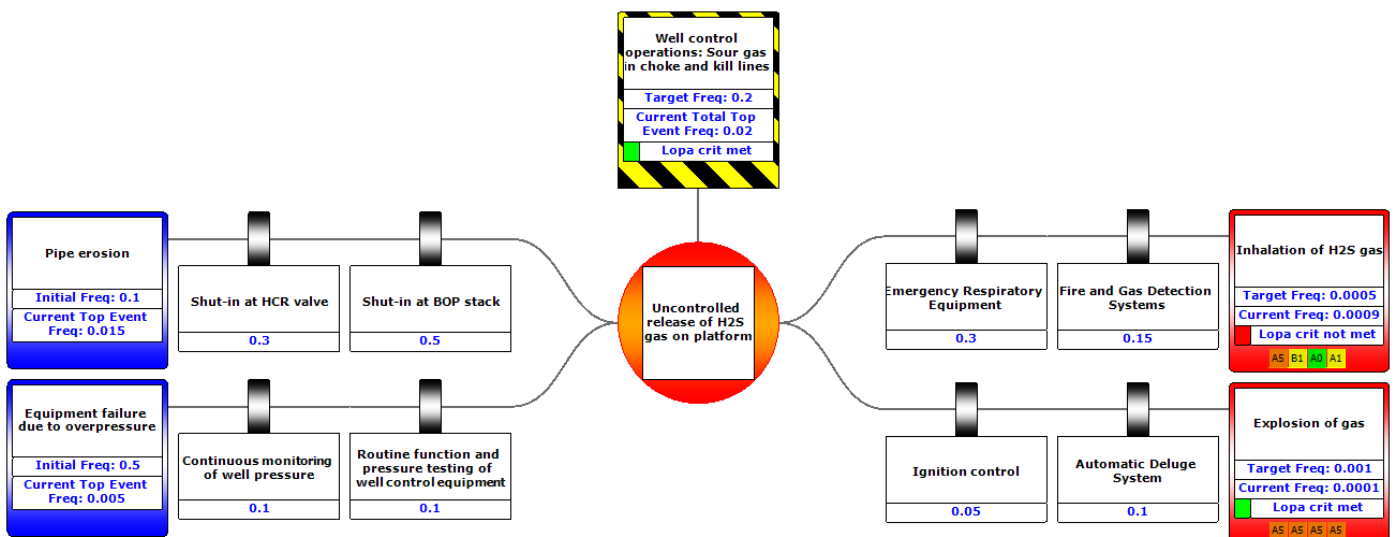 Well control
operations: Sour gas
in choke and kill lines
Target Freq: 0.2
Current Total Top
Event Freq: 0.02
Lopa crit met
Pipe erosion
Initial Freq: 0.1
Current Top Event
Freq: 0.015
Shut-in at HCR valve
0.3
Shut-in at BOP stack
0.5
Equipment failure
due to overpressure
Initial Freq: 0.5
Current Top Event
Freq: 0.005
Continuous monitoring
of well pressure
0.1
Routine function and
pressure testing of
well control equipment
0.1
Uncontrolled
release of H2S
gas on platform
Emergency Respiratory
Equipment
0.3
Fire and Gas Detection
Systems
0.15
Inhalation of H2S gas
Target Freq: 0.0005
Current Freq: 0.0009
Lopa crit not met
A5 B1 A0 A1
Ignition control
0.05
Automatic Deluge
System
0.1
Explosion of gas
Target Freq: 0.001
Current Freq: 0.0001
Lopa crit met
A5 A5 A5 A5